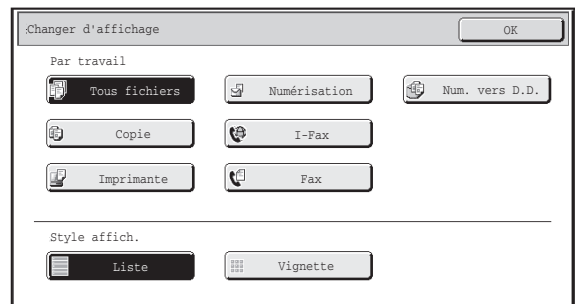 :Changer d'affichage
OK
Par travail
Tous fichiers
Numérisation
Num. vers D.D.
Copie
I-Fax
Imprimante
Fax
Style affich.
Liste
Vignette